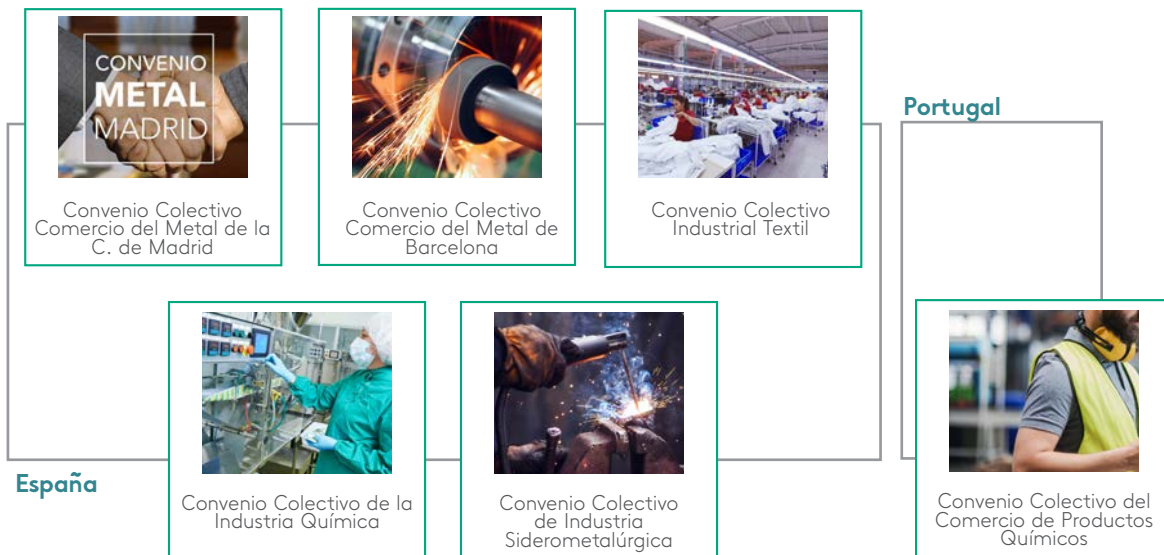 CONVENIO
METAL
MADRID
Convenio Colectivo
Comercio del Metal de la
C. de Madrid
Convenio Colectivo
Comercio del Metal de
Barcelona
Convenio Colectivo
Industrial Textil
Portugal
España
Convenio Colectivo de la
Industria Química
Convenio Colectivo
de Industria
Siderometalúrgica
Convenio Colectivo del
Comercio de Productos
Químicos